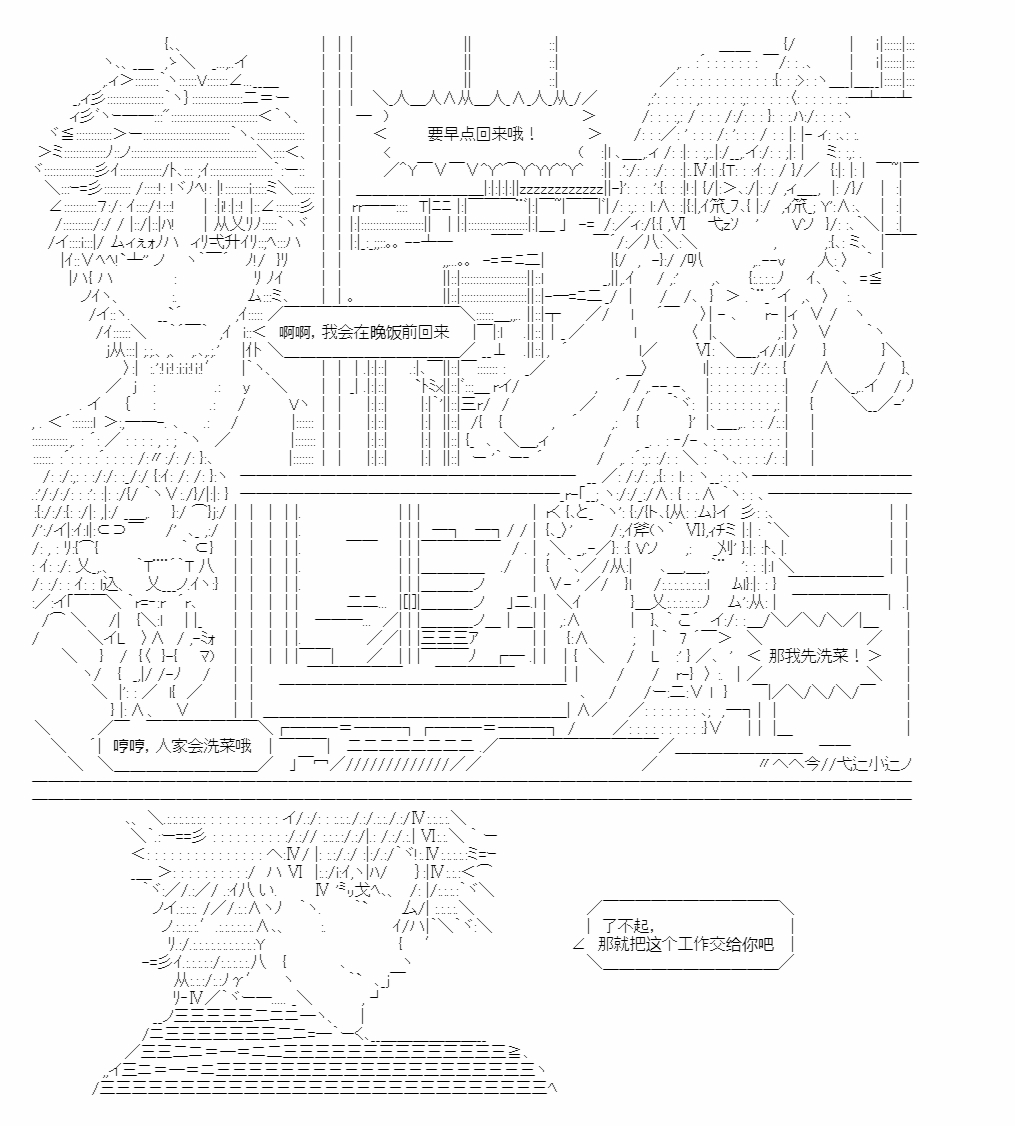 要早点回来哦！
啊啊，我会在晚饭前回来
那我先洗菜！
哼哼，人家会洗菜哦
了不起，
那就把这个工作交给你吧